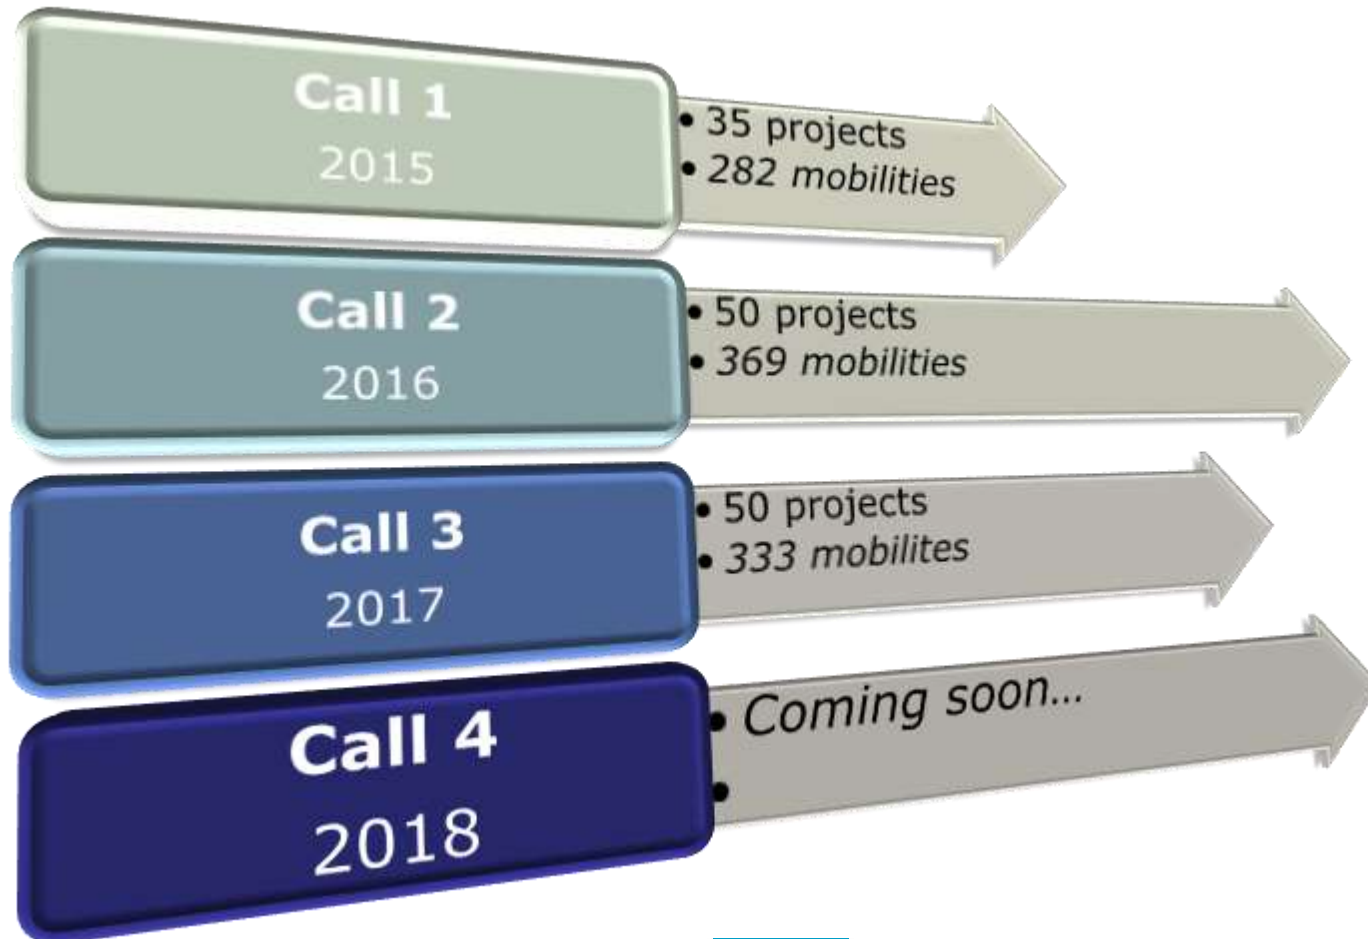 Call 1
2015
• 35 projects
• 282 mobilities
Call 2
2016
• 50 projects
• 369 mobilities
Call 3
2017
• 50 projects
• 333 mobilites
Call 4
2018
• Coming soon...
•